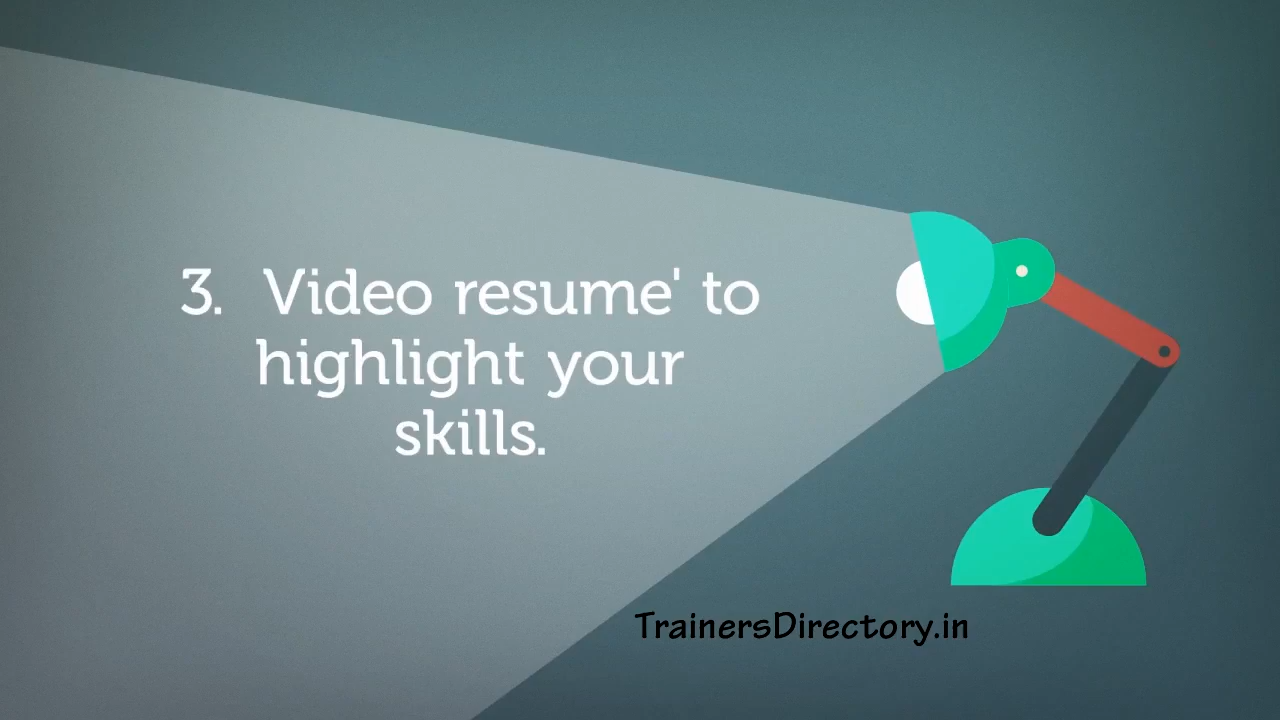 3.  Video resume' to
highlight your
skills.
TrainersDirectory.in